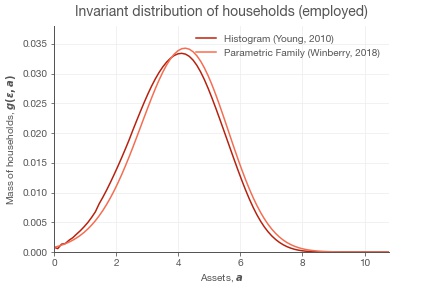 Invariant distribution of households (employed)
Histogram (Young, 2010)
Parametric Family (Winberry, 2018)
Mass of households, g(ε, a)
0.035
0.030
0.025
0.020
0.015
0.010
0.005
0.000
0 2 4 6 8 10
Assets, a